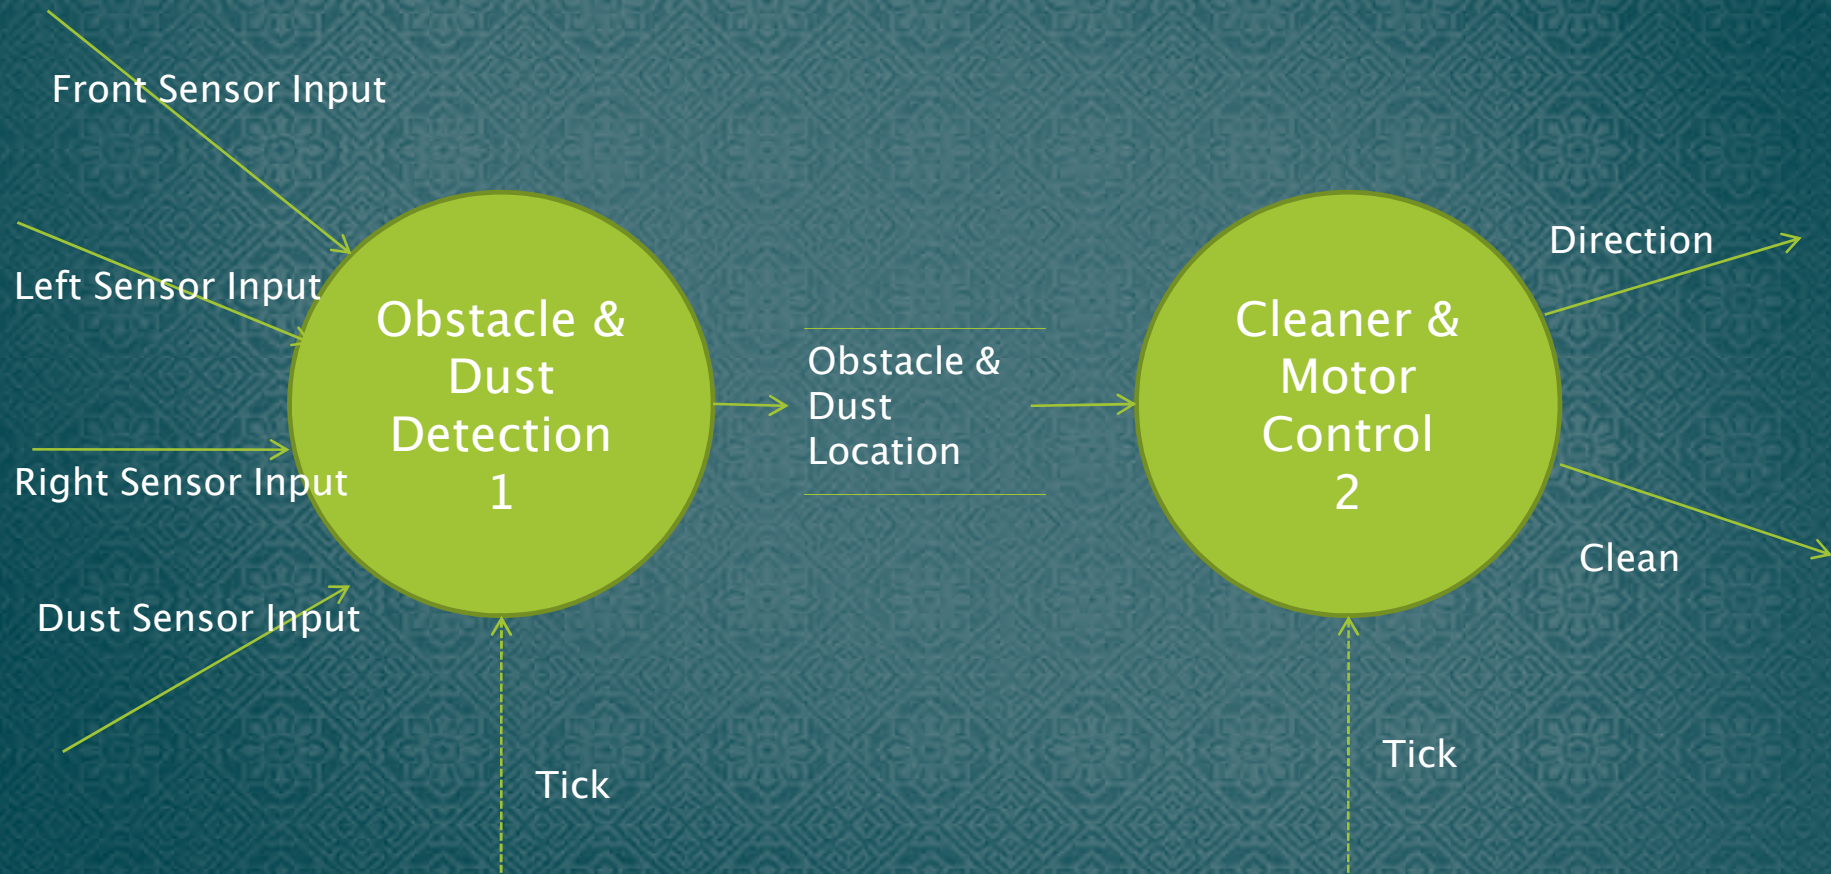 Front Sensor Input
Left Sensor Input
Right Sensor Input
Dust Sensor Input
Obstacle &
Dust
Detection
1
Tick
Obstacle &
Dust
Location
Cleaner &
Motor
Control
2
Tick
Direction
Clean